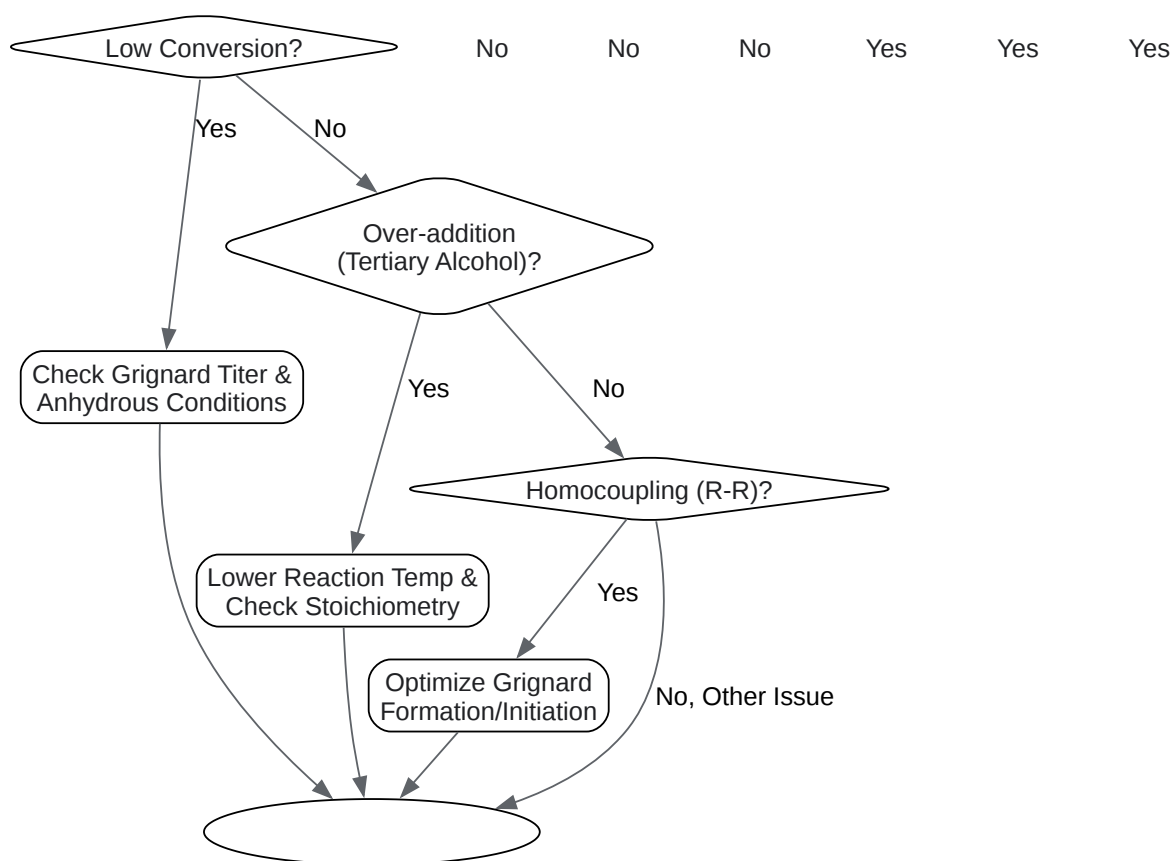 Low Conversion?
No
No
No
Yes
Yes
Yes
Yes
No
Over-addition
(Tertiary Alcohol)?
Check Grignard Titer &
Anhydrous Conditions
Yes
No
Homocoupling (R-R)?
Lower Reaction Temp &
Check Stoichiometry
Yes
Optimize Grignard
Formation/Initiation
No, Other Issue